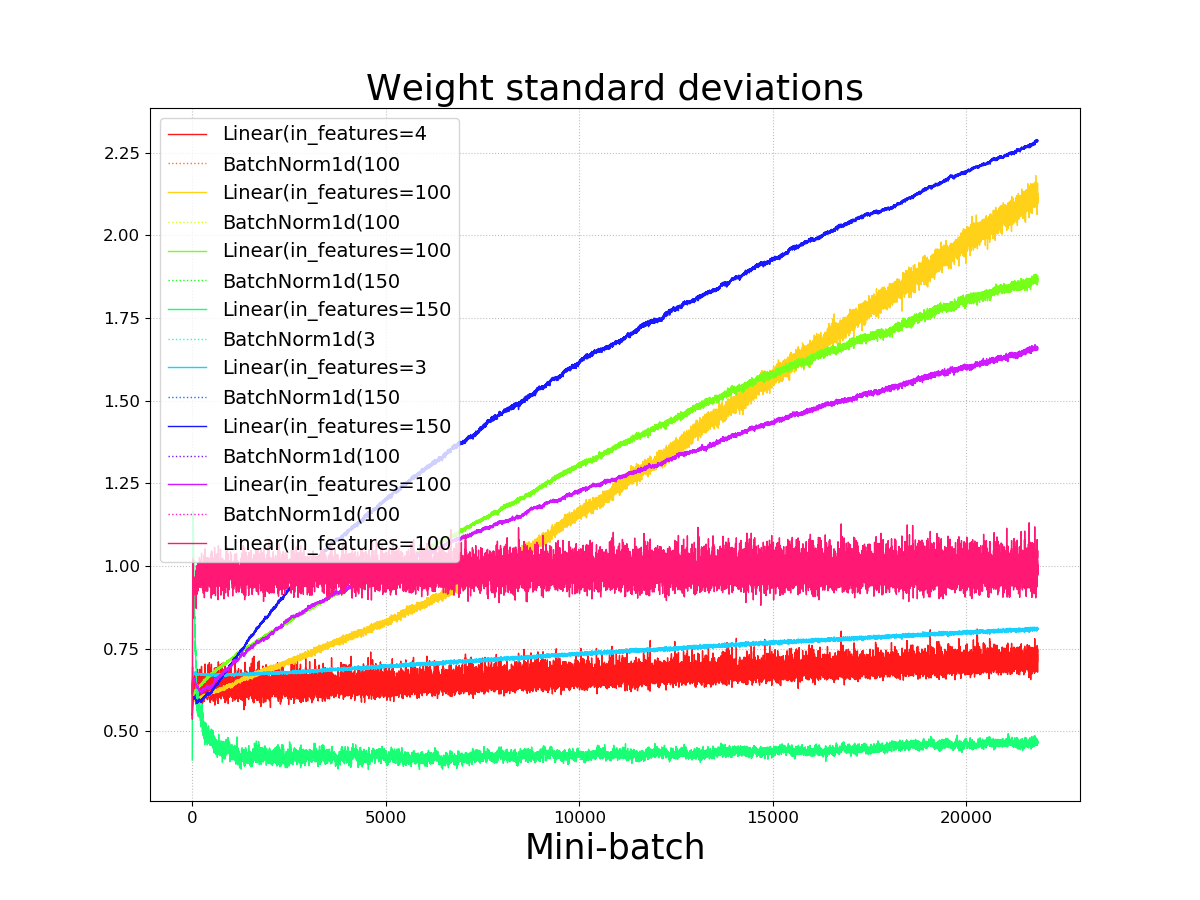 Weight standard deviations
Linear(in_features=4
BatchNorm1d(100
Linear(in_features=100
BatchNorm1d(100
Linear(in_features=100
BatchNorm1d(150
Linear(in_features=150
BatchNorm1d(3
Linear(in_features=3
BatchNorm1d(150
Linear(in_features=150
BatchNorm1d(100
Linear(in_features=100
BatchNorm1d(100
Linear(in_features=100
2.25
2.00
1.75
1.50
1.25
1.00
0.75
0.50
0 5000 10000 15000 20000
Mini-batch